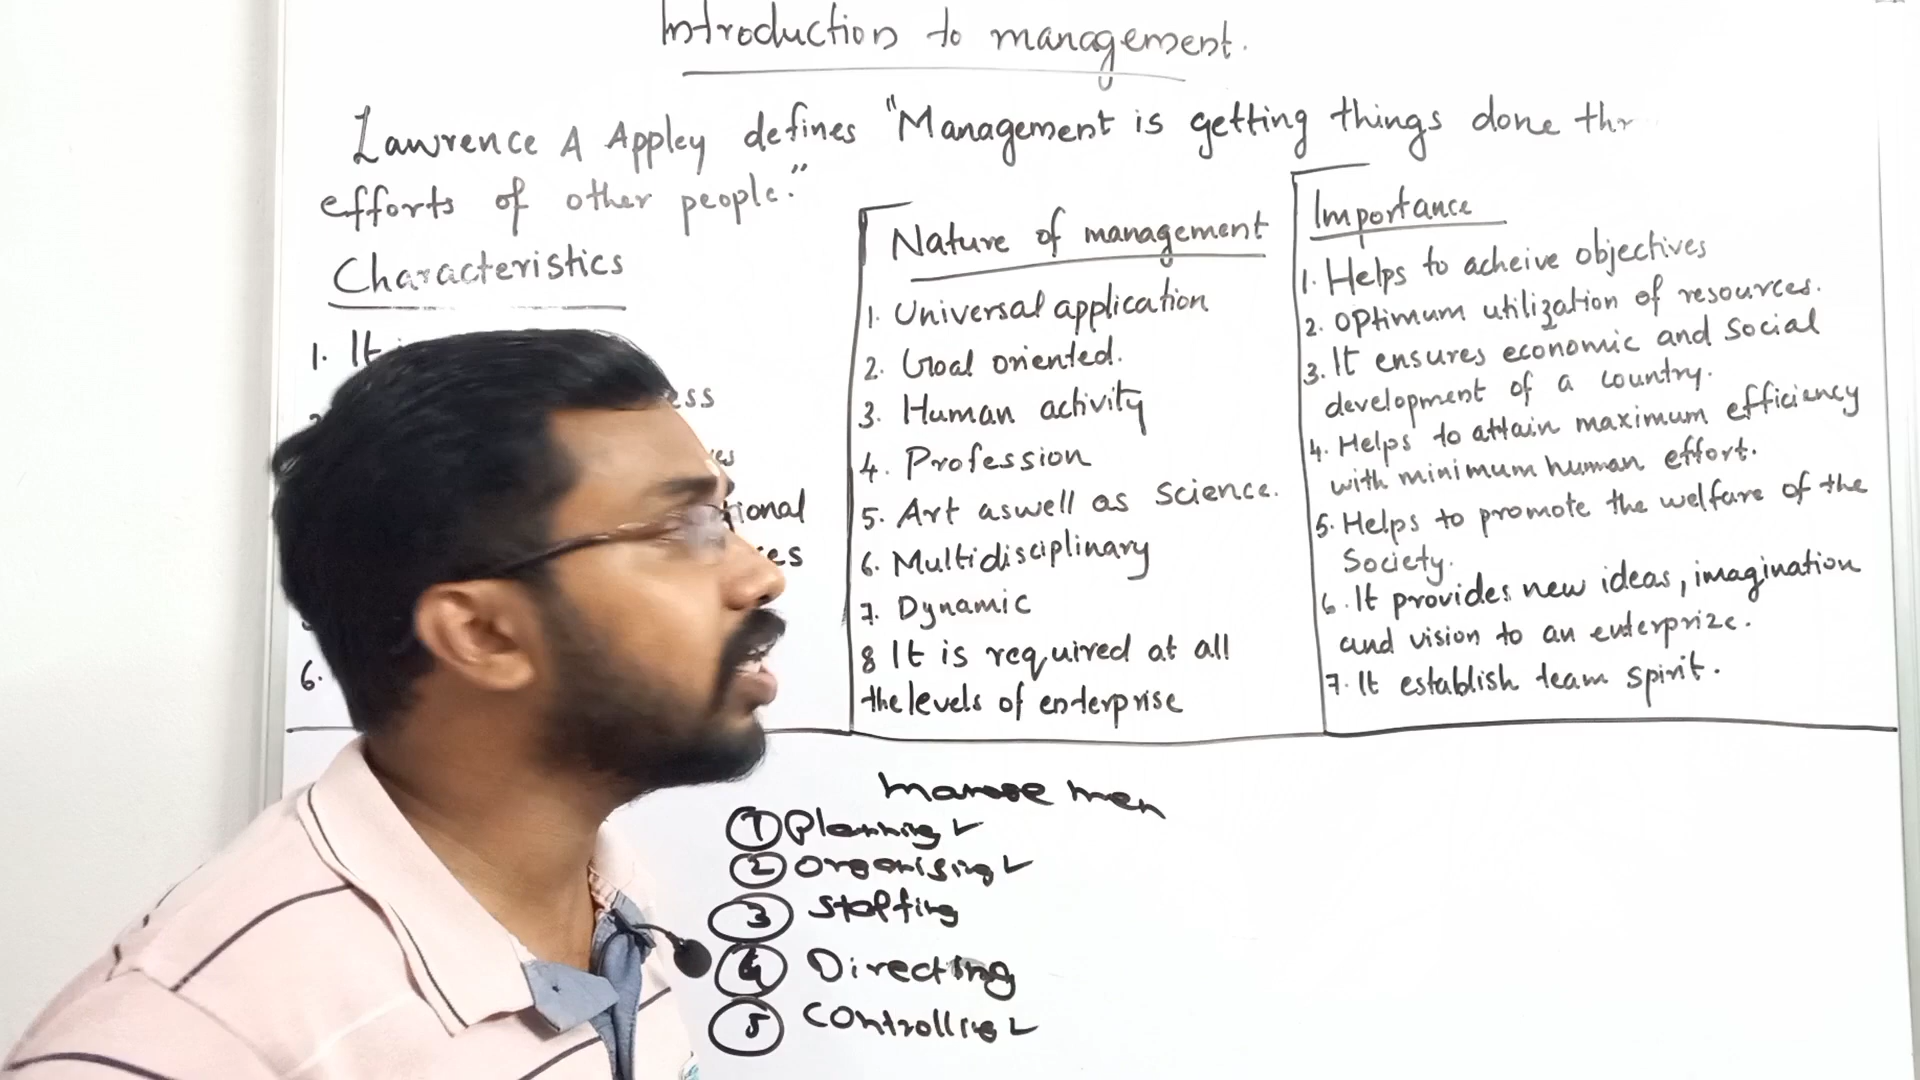 Introduction to management.
Lawrence A Appley defines "Management is getting things done thr
efforts of other people."
Characteristics
1. It
ess
es
tional
es
6.
Nature of management
1. Universal application
2. Goal oriented.
3. Human activity
4. Profession
5. Art aswell as Science.
6. Multidisciplinary
7. Dynamic
8 It is required at all
the levels of enterprise
Importance
1. Helps to acheive objectives
2. Optimum utilization of resources.
3. It ensures economic and social
development of a country.
4. Helps to attain maximum efficiency
with minimum human effort.
5. Helps to promote the welfare of the
Society.
6. It provides new ideas, imagination
and vision to an enterprize.
7. It establish team spirit.
1 Planning
2 Organising
3 Staffing
4 Directing
5 Controlling